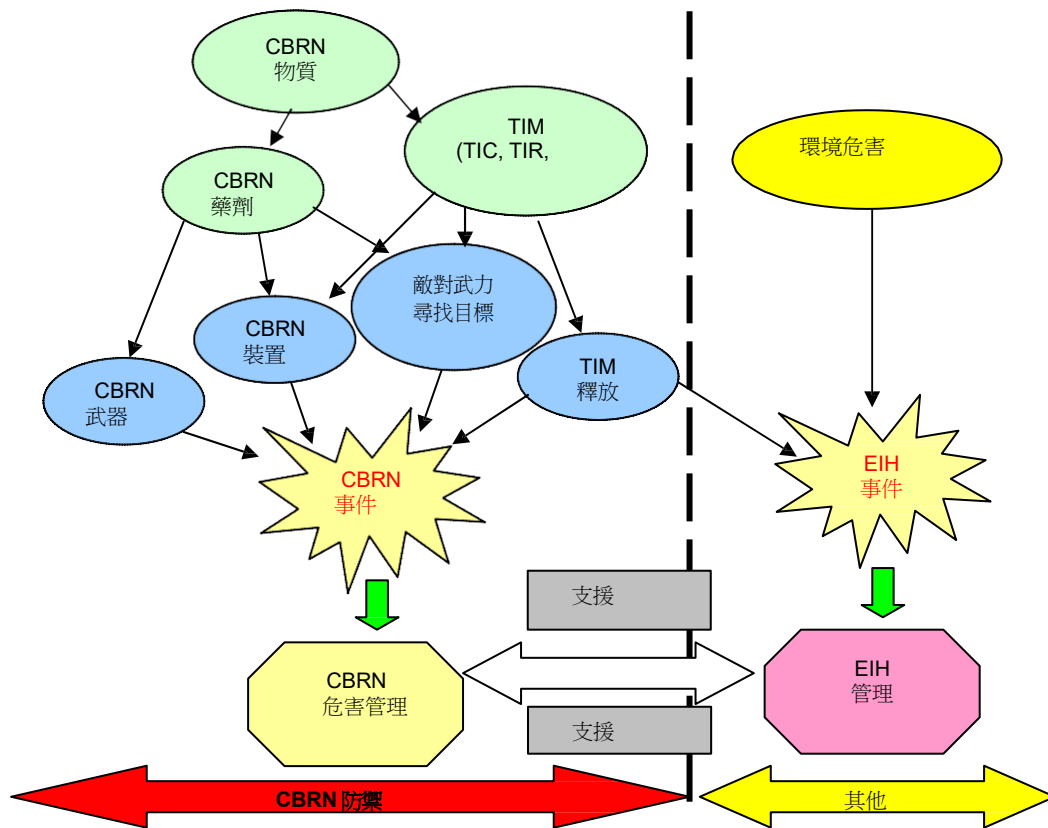 CBRN
物質
TIM
(TIC, TIR,
環境危害
CBRN
藥劑
敵對武力
尋找目標
CBRN
裝置
TIM
釋放
CBRN
武器
CBRN
事件
EIH
事件
支援
CBRN
危害管理
EIH
管理
支援
CBRN 防禦
其他